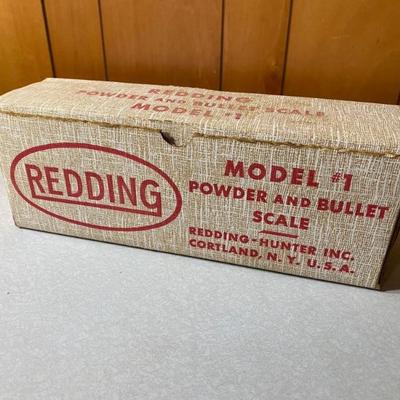 REDDING
POWDER AND BULLET SCALE
MODEL #1
REDDING
MODEL #1
POWDER AND BULLET
SCALE
REDDING-HUNTER INC.
CORTLAND, N.Y. U.S.A.